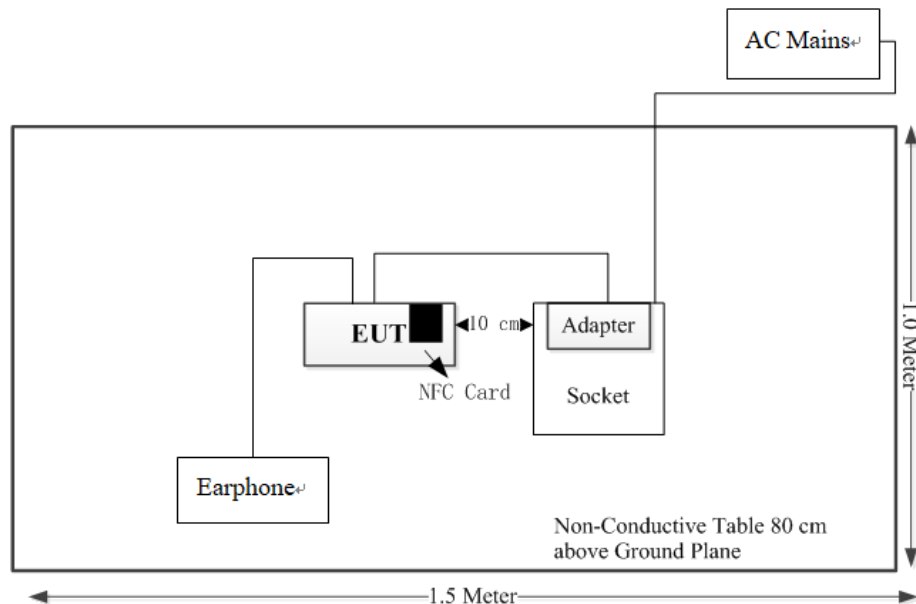 AC Mains↵
EUT
10 cm
Adapter
NFC Card
Socket
Earphone↵
1.0 Meter
Non-Conductive Table 80 cm
above Ground Plane
1.5 Meter